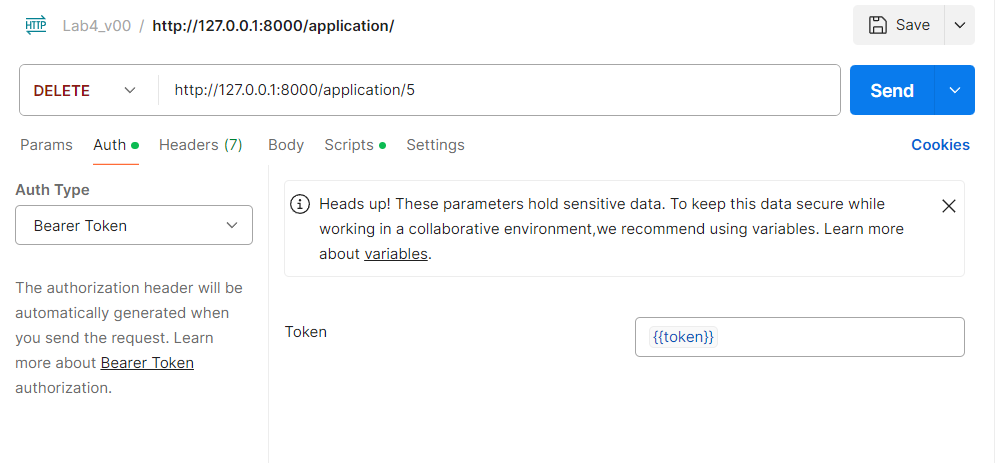 HTTP Lab4_v00 / http://127.0.0.1:8000/application/ Save
DELETE http://127.0.0.1:8000/application/5 Send
Params Auth Headers (7) Body Scripts Settings Cookies
Auth Type
Bearer Token
The authorization header will be
automatically generated when
you send the request. Learn
more about Bearer Token
authorization.
Heads up! These parameters hold sensitive data. To keep this data secure while
working in a collaborative environment,we recommend using variables. Learn more
about variables.
Token {{token}}